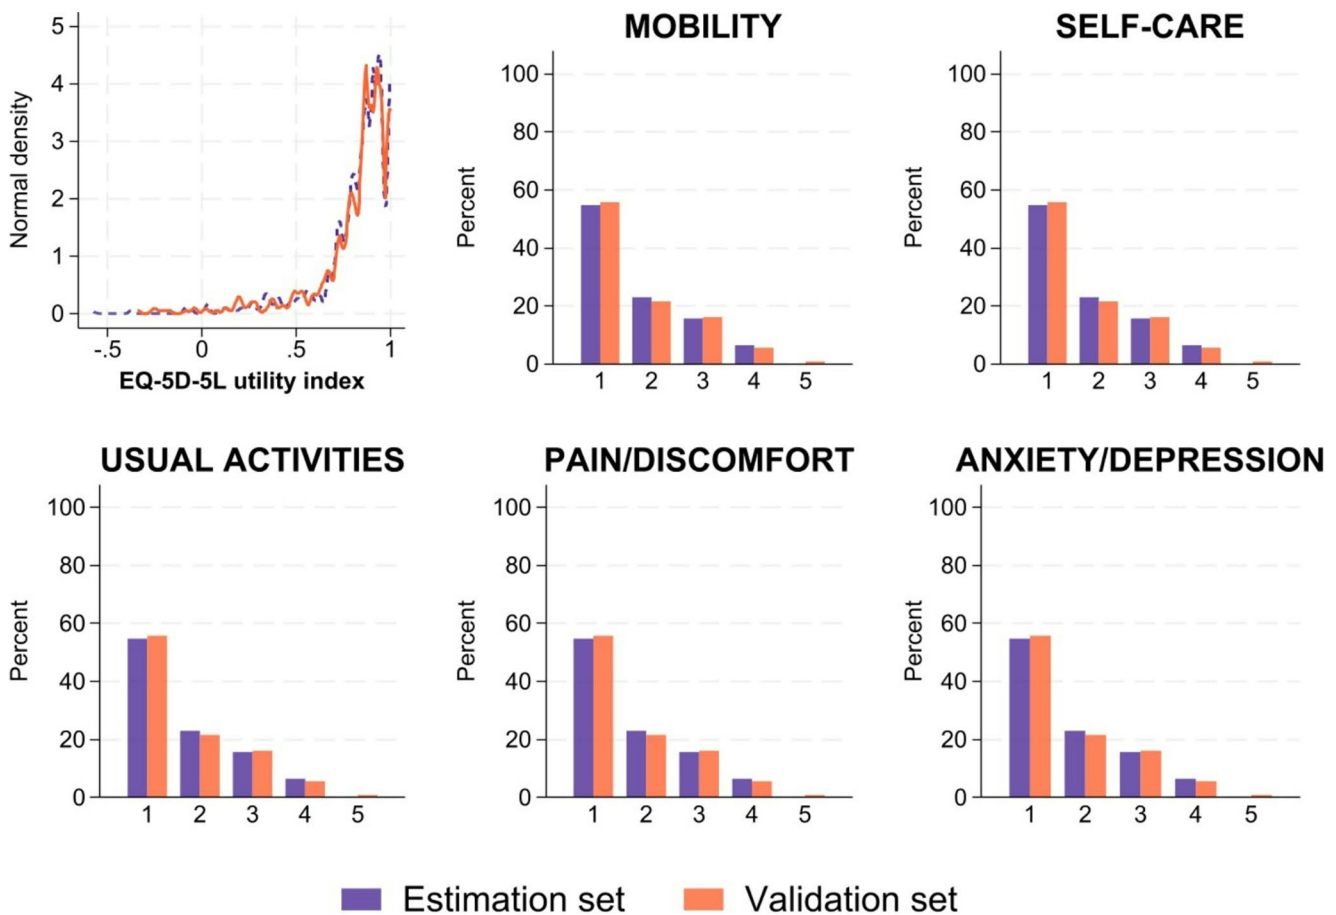 5
4
3
2
1
0
Normal density
-.5 0 .5 1
EQ-5D-5L utility index
MOBILITY
100
80
60
40
20
0
Percent
1 2 3 4 5
SELF-CARE
100
80
60
40
20
0
Percent
1 2 3 4 5
USUAL ACTIVITIES
100
80
60
40
20
0
Percent
1 2 3 4 5
PAIN/DISCOMFORT
100
80
60
40
20
0
Percent
1 2 3 4 5
ANXIETY/DEPRESSION
100
80
60
40
20
0
Percent
1 2 3 4 5
Estimation set Validation set